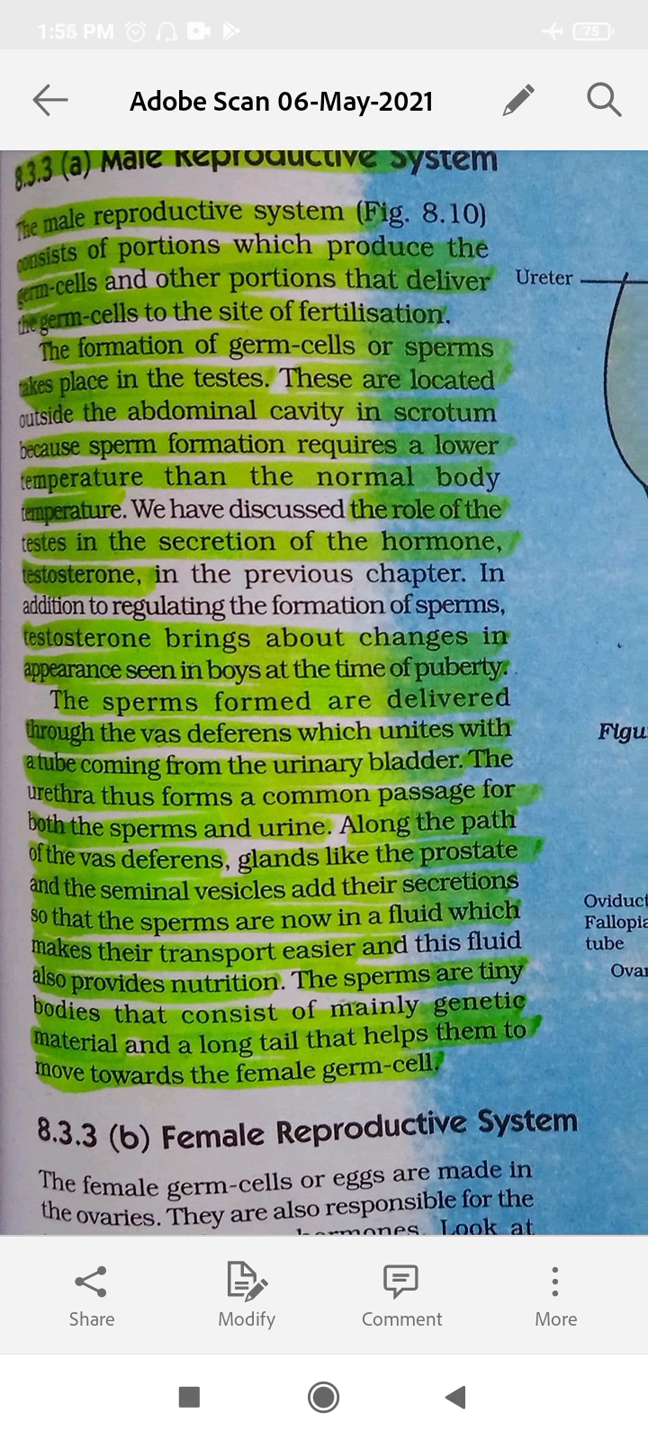 1:55 PM
75
Adobe Scan 06-May-2021
8.3.3 (a) Male Reproductive System
The male reproductive system (Fig. 8.10)
consists of portions which produce the
germ-cells and other portions that deliver
the germ-cells to the site of fertilisation.
The formation of germ-cells or sperms
takes place in the testes. These are located
outside the abdominal cavity in scrotum
because sperm formation requires a lower
temperature than the normal body
temperature. We have discussed the role of the
testes in the secretion of the hormone,
testosterone, in the previous chapter. In
addition to regulating the formation of sperms,
testosterone brings about changes in
appearance seen in boys at the time of puberty.
The sperms formed are delivered
through the vas deferens which unites with
a tube coming from the urinary bladder. The
urethra thus forms a common passage for
both the sperms and urine. Along the path
of the vas deferens, glands like the prostate
and the seminal vesicles add their secretions
so that the sperms are now in a fluid which
makes their transport easier and this fluid
also provides nutrition. The sperms are tiny
bodies that consist of mainly genetic
material and a long tail that helps them to
move towards the female germ-cell.
8.3.3 (b) Female Reproductive System
The female germ-cells or eggs are made in
the ovaries. They are also responsible for the
hormones. Look at
Ureter
Figu
Oviduct
Fallopia
tube
Ovar
Share
Modify
Comment
More